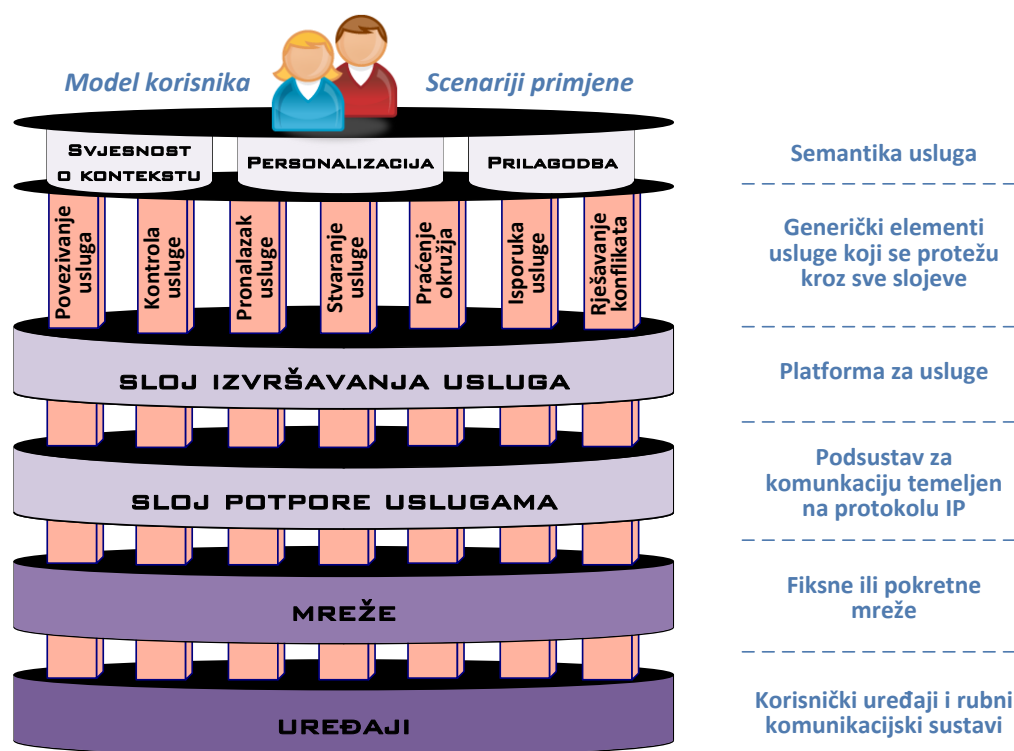 Model korisnika
Scenariji primjene
SVJESNOST
O KONTEKSTU
PERSONALIZACIJA
PRILAGODBA
Semantika usluga
Povezivanje
usluga
Kontrola
usluge
Pronalazak
usluge
Stvaranje
usluge
Praćenje
okružja
Isporuka
usluge
Rješavanje
konflikata
Generički elementi
usluge koji se protežu
kroz sve slojeve
SLOJ IZVRŠAVANJA USLUGA
Platforma za usluge
SLOJ POTPORE USLUGAMA
Podsustav za
komunkaciju temeljen
na protokolu IP
MREŽE
Fiksne ili pokretne
mreže
UREĐAJI
Korisnički uređaji i rubni
komunikacijski sustavi